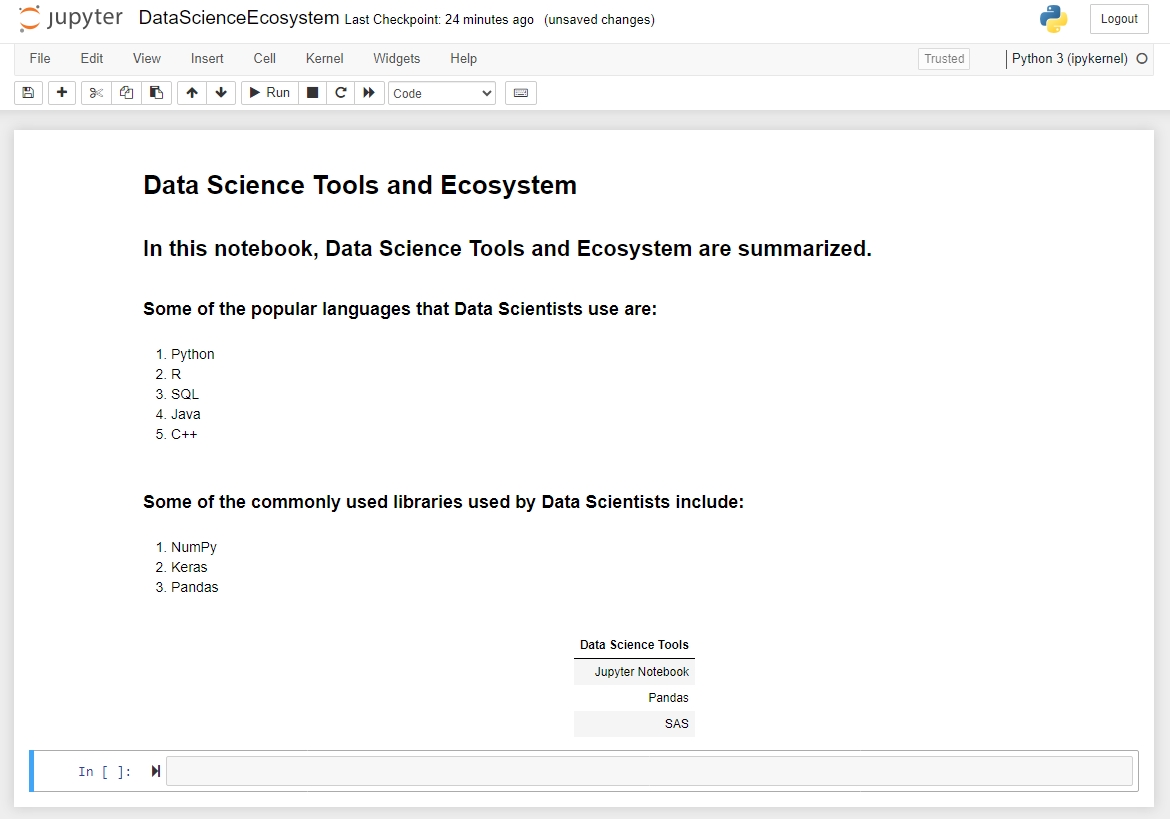 jupyter DataScienceEcosystem Last Checkpoint: 24 minutes ago (unsaved changes) Logout
File Edit View Insert Cell Kernel Widgets Help Trusted Python 3 (ipykernel)
Run Code
Data Science Tools and Ecosystem
In this notebook, Data Science Tools and Ecosystem are summarized.
Some of the popular languages that Data Scientists use are:
1. Python
2. R
3. SQL
4. Java
5. C++
Some of the commonly used libraries used by Data Scientists include:
1. NumPy
2. Keras
3. Pandas
Data Science Tools
Jupyter Notebook
Pandas
SAS
In [ ]: